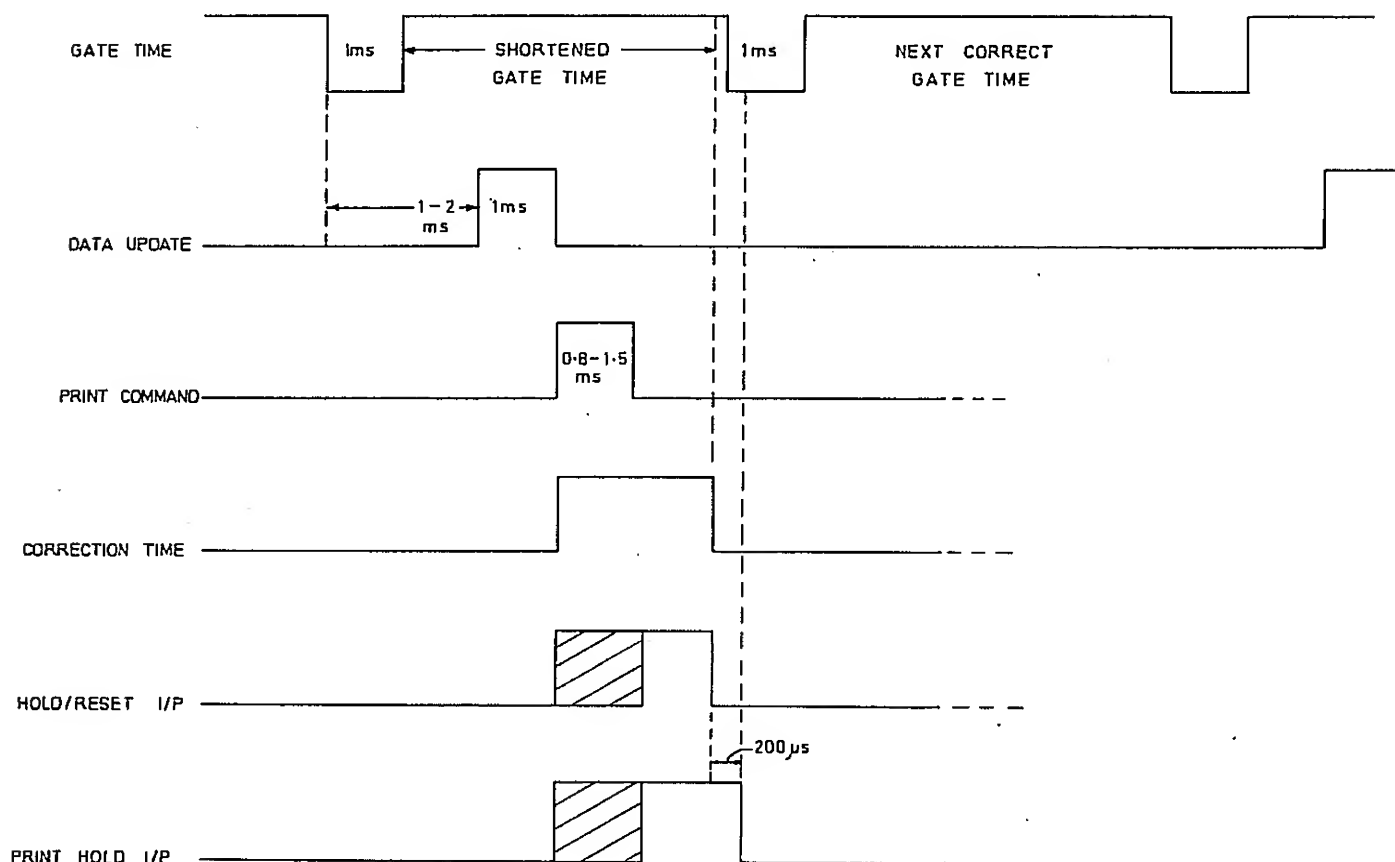 GATE TIME
1ms
SHORTENED
GATE TIME
1ms
NEXT CORRECT
GATE TIME
DATA UPDATE
1-2
ms
1ms
PRINT COMMAND
0.8-1.5
ms
CORRECTION TIME
HOLD/RESET I/P
200µs
PRINT HOLD I/P